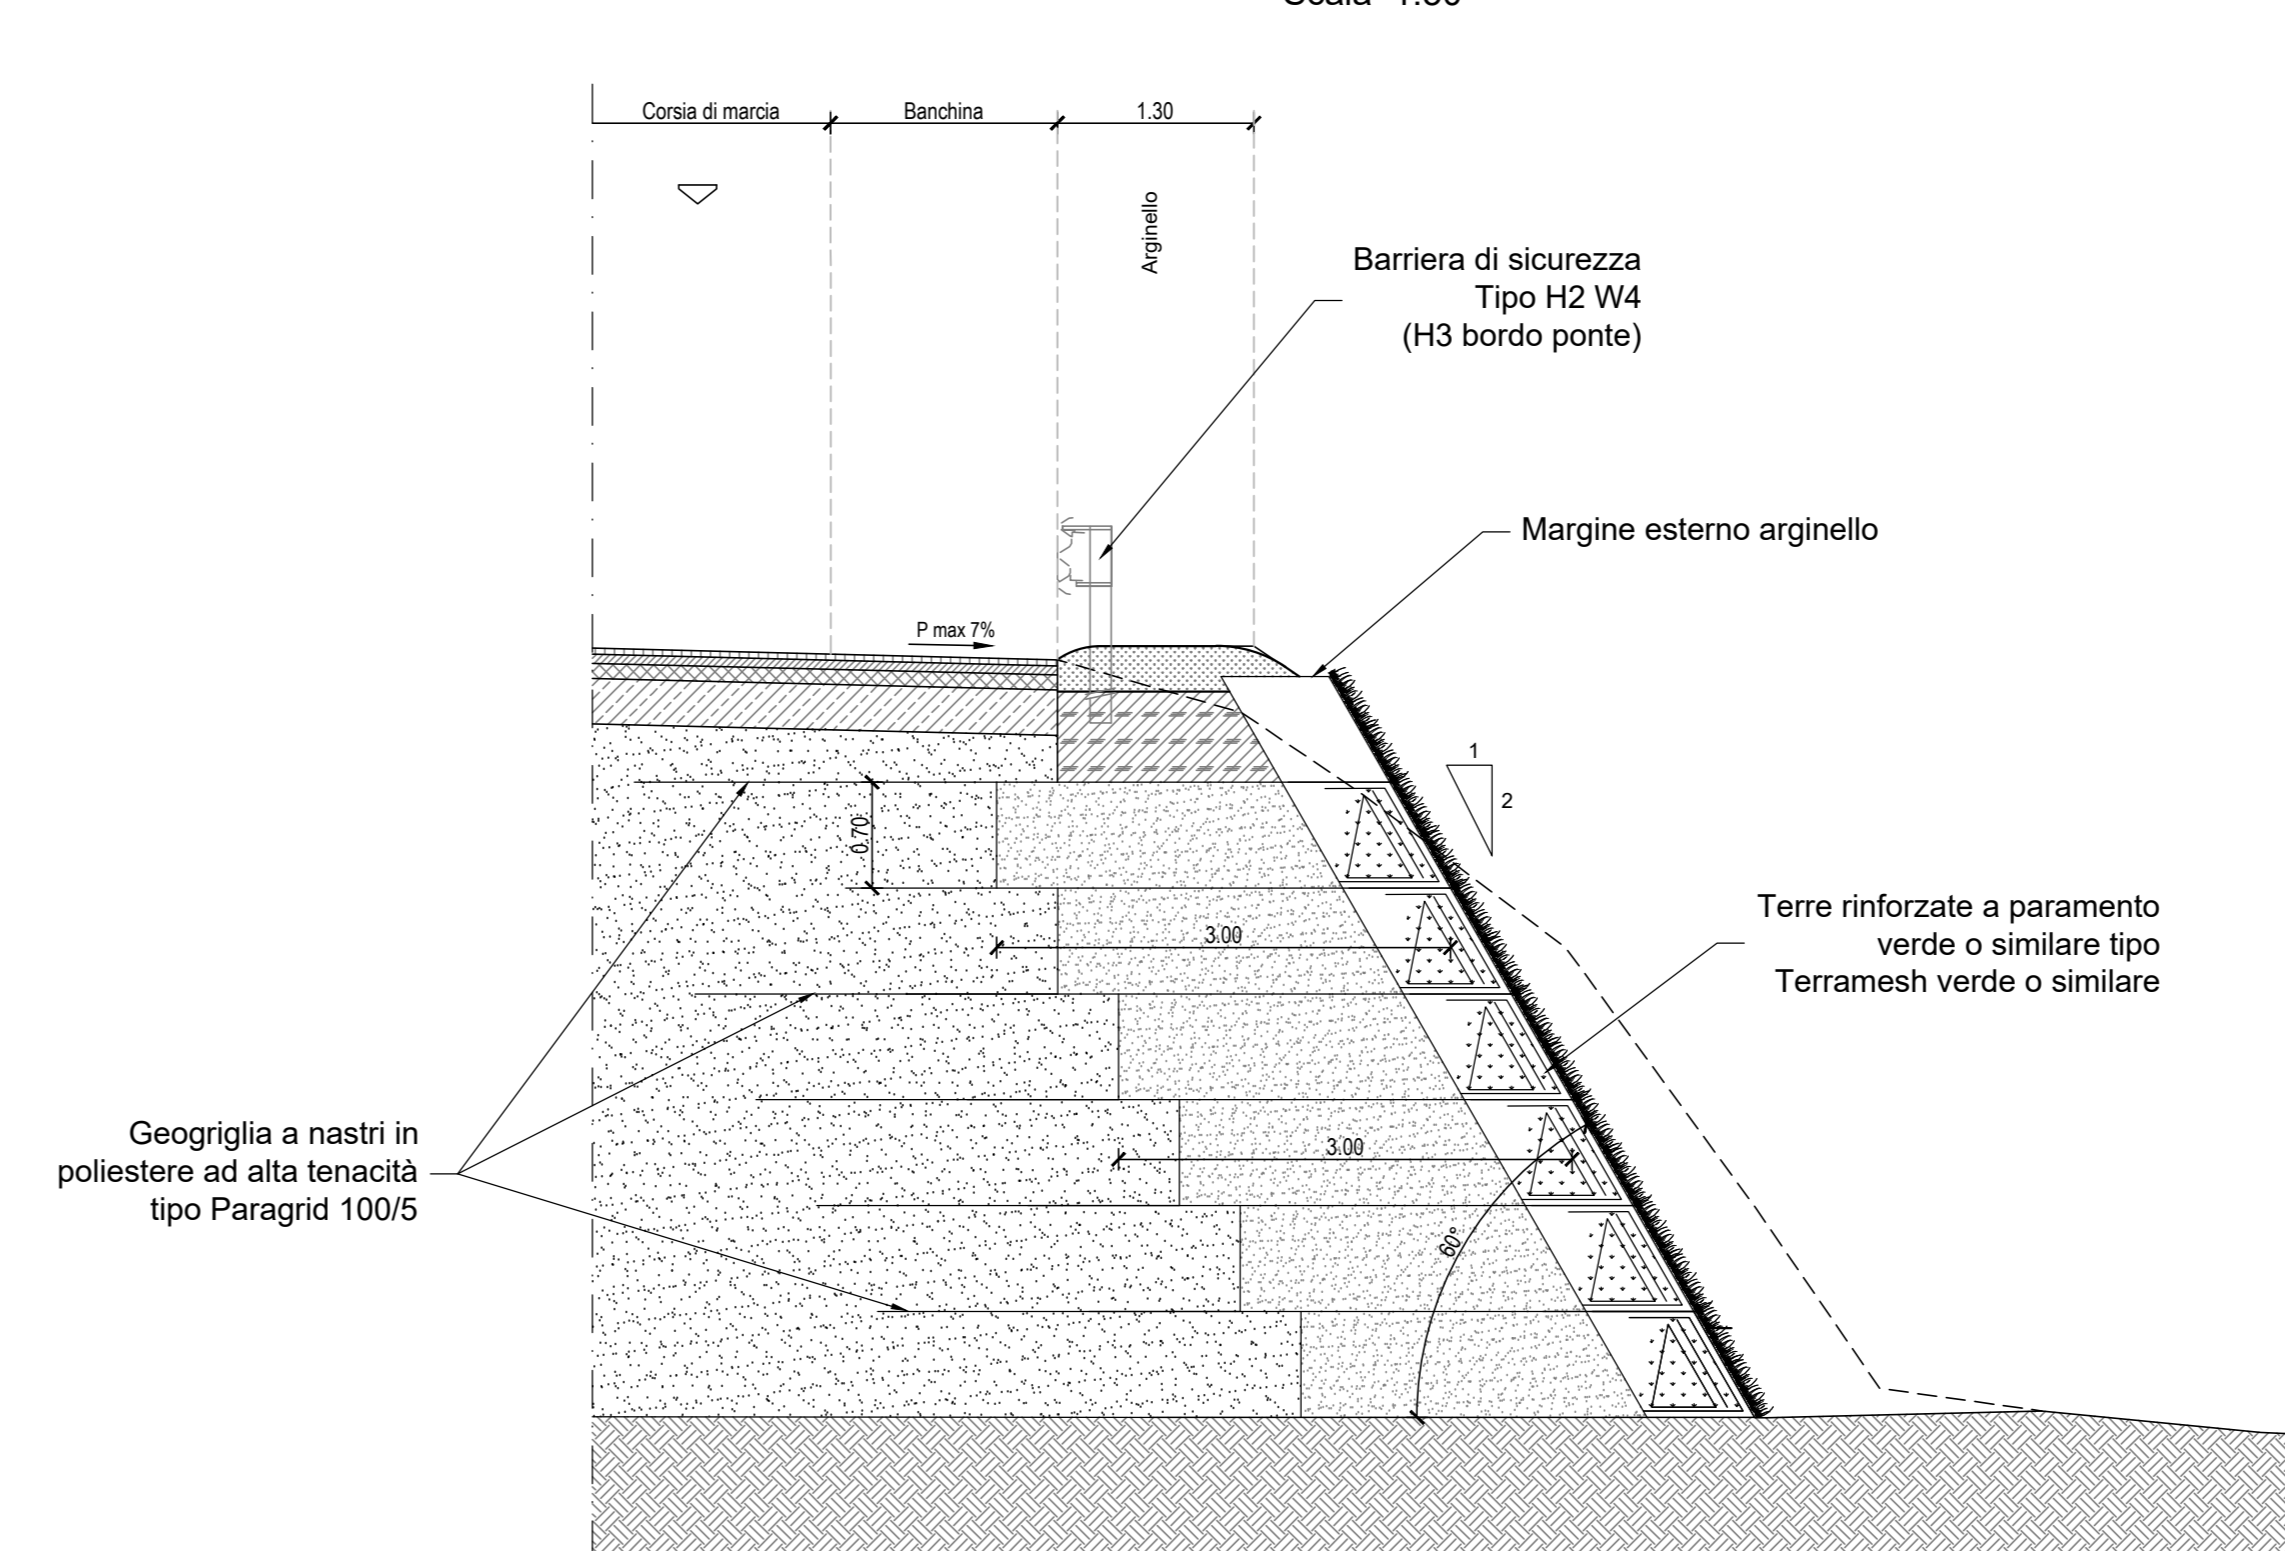 Corsia di marcia
Banchina
1.30
Arginello
Barriera di sicurezza
Tipo H2 W4
(H3 bordo ponte)
Margine esterno arginello
P max 7%
1
2
0.70
3.00
Terre rinforzate a paramento
verde o similare tipo
Terramesh verde o similare
Geogriglia a nastri in
poliestere ad alta tenacità
tipo Paragrid 100/5
3.00
60°